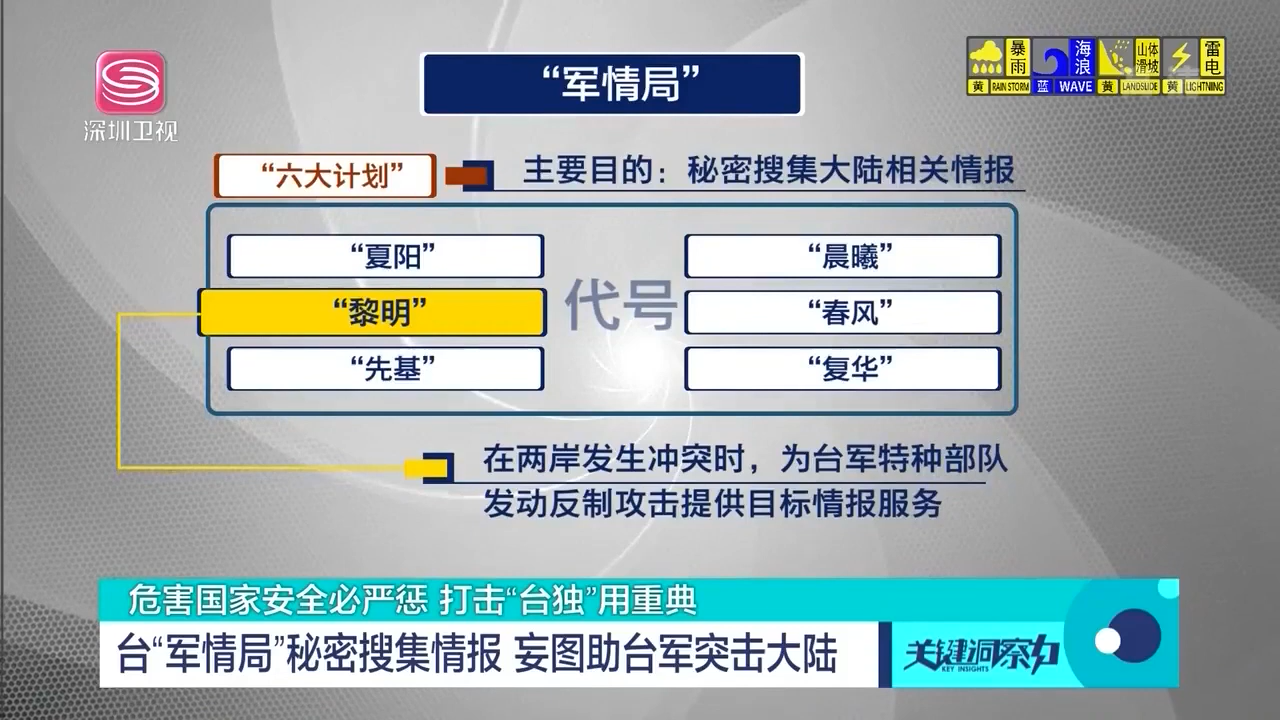 深圳卫视
暴雨
黄
RAIN STORM
海浪
蓝
WAVE
山体滑坡
黄
LANDSLIDE
雷电
黄
LIGHTNING
“军情局”
“六大计划”
主要目的：秘密搜集大陆相关情报
“夏阳”
“晨曦”
“黎明”
代号
“春风”
“先基”
“复华”
在两岸发生冲突时，为台军特种部队
发动反制攻击提供目标情报服务
危害国家安全必严惩 打击“台独”用重典
台“军情局”秘密搜集情报 妄图助台军突击大陆
关键洞察力
KEY INSIGHTS